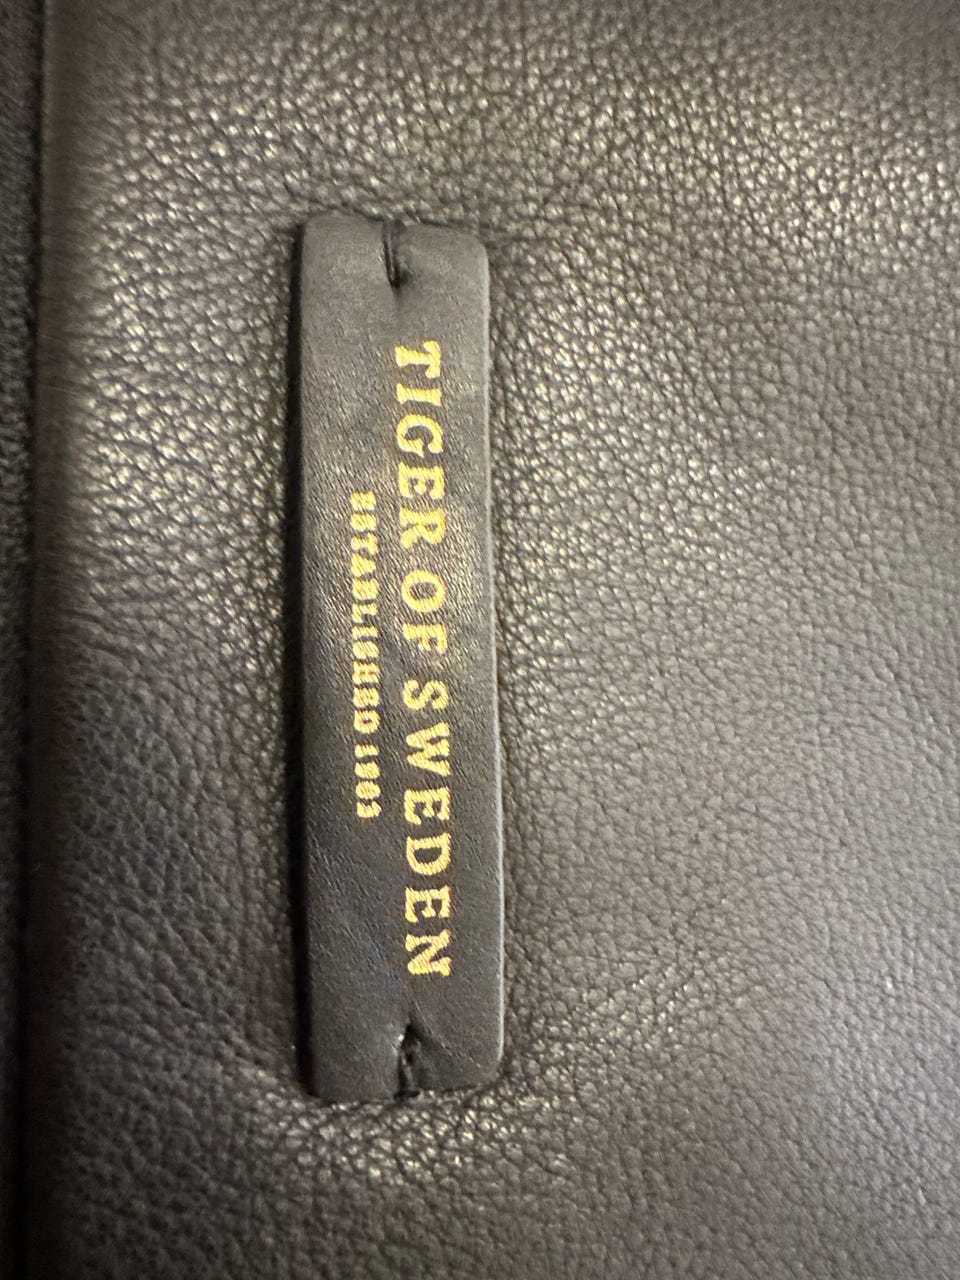 TIGER OF SWEDEN
ESTABLISHED 1903